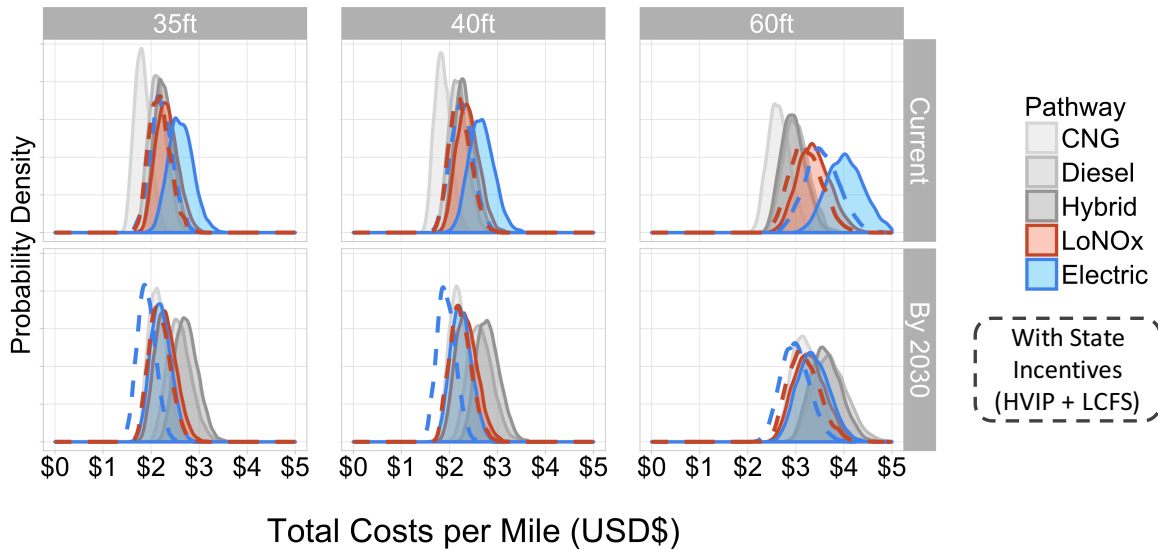 35ft
40ft
60ft
Probability Density
Current
By 2030
$0 $1 $2 $3 $4 $5
$0 $1 $2 $3 $4 $5
$0 $1 $2 $3 $4 $5
Total Costs per Mile (USD$)
Pathway
CNG
Diesel
Hybrid
LoNOx
Electric
With State
Incentives
(HVIP + LCFS)